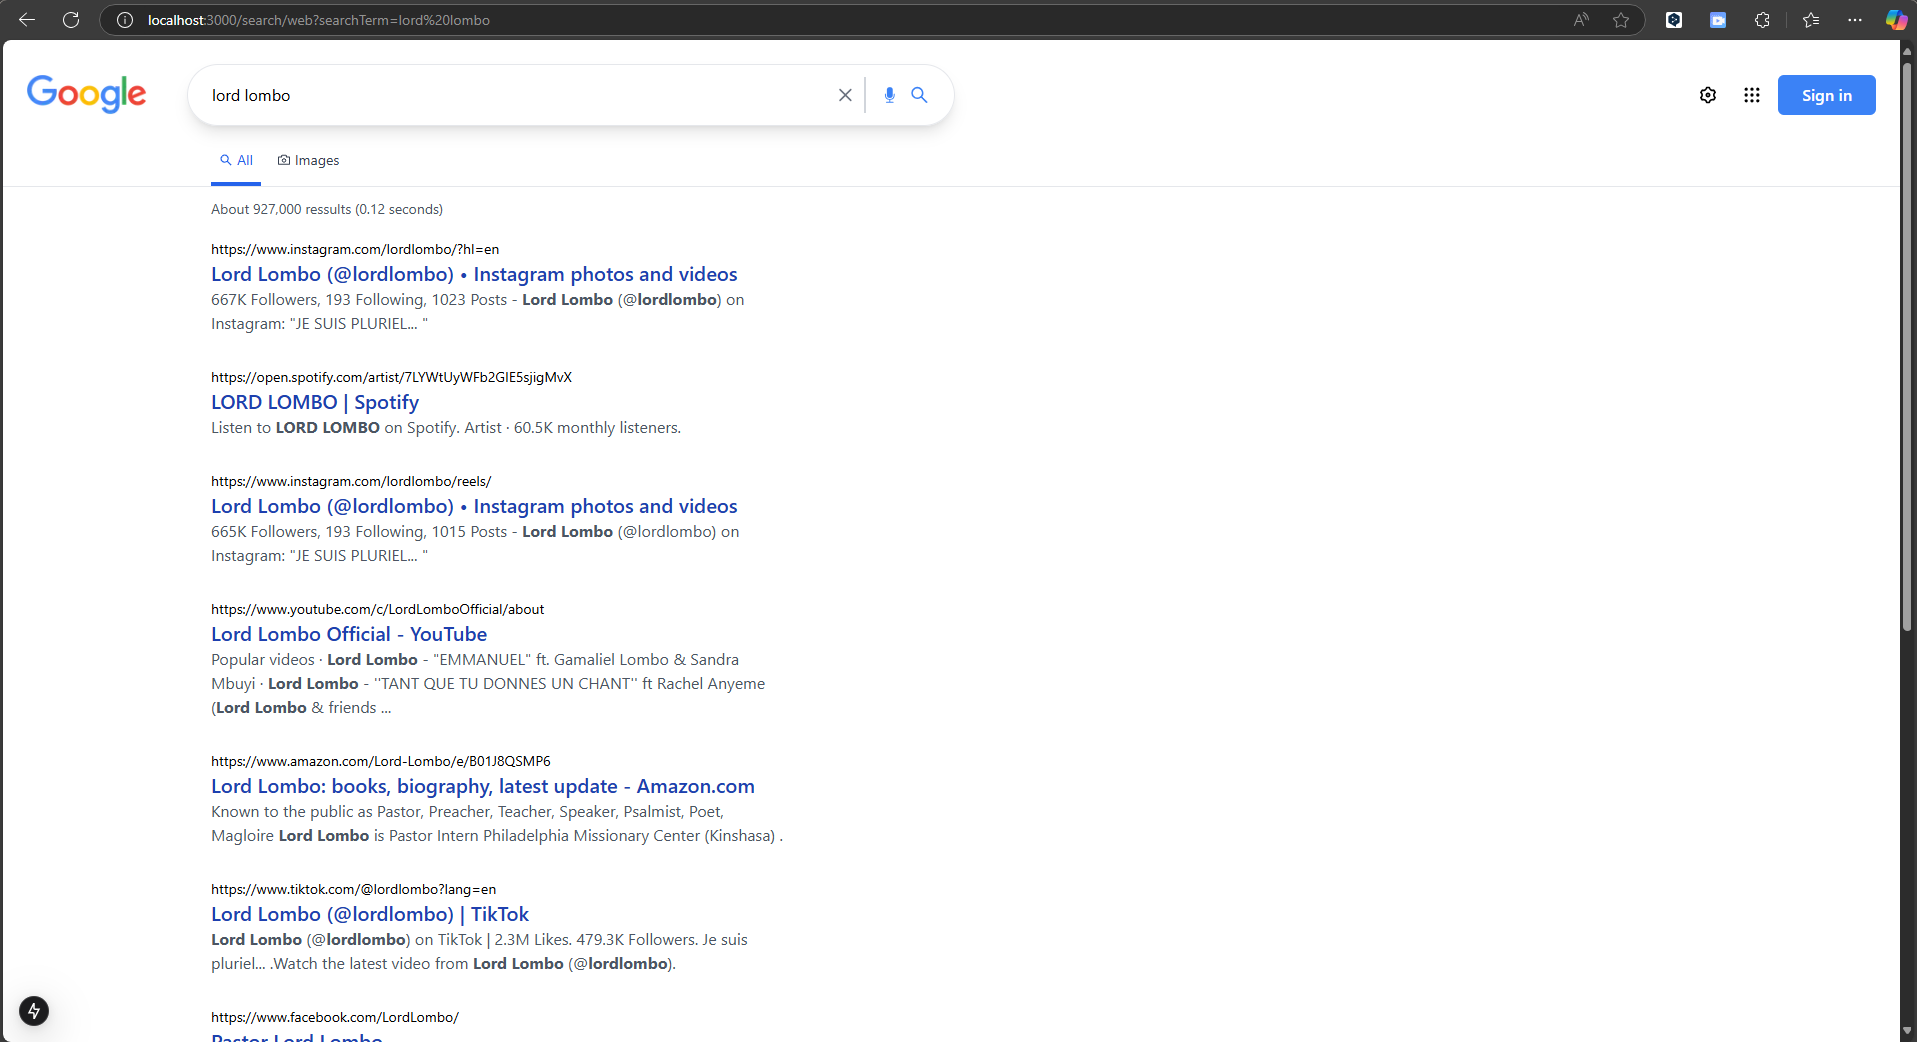 localhost:3000/search/web?searchTerm=lord%20lombo
Google
lord lombo
Sign in
All
Images
About 927,000 ressults (0.12 seconds)
https://www.instagram.com/lordlombo/?hl=en
Lord Lombo (@lordlombo) • Instagram photos and videos
667K Followers, 193 Following, 1023 Posts - Lord Lombo (@lordlombo) on
Instagram: "JE SUIS PLURIEL... "
https://open.spotify.com/artist/7LYWtUyWFb2GIE5sjigMvX
LORD LOMBO | Spotify
Listen to LORD LOMBO on Spotify. Artist · 60.5K monthly listeners.
https://www.instagram.com/lordlombo/reels/
Lord Lombo (@lordlombo) • Instagram photos and videos
665K Followers, 193 Following, 1015 Posts - Lord Lombo (@lordlombo) on
Instagram: "JE SUIS PLURIEL... "
https://www.youtube.com/c/LordLomboOfficial/about
Lord Lombo Official - YouTube
Popular videos · Lord Lombo - "EMMANUEL" ft. Gamaliel Lombo & Sandra
Mbuyi · Lord Lombo - ''TANT QUE TU DONNES UN CHANT'' ft Rachel Anyeme
(Lord Lombo & friends ...
https://www.amazon.com/Lord-Lombo/e/B01J8QSMP6
Lord Lombo: books, biography, latest update - Amazon.com
Known to the public as Pastor, Preacher, Teacher, Speaker, Psalmist, Poet,
Magloire Lord Lombo is Pastor Intern Philadelphia Missionary Center (Kinshasa) .
https://www.tiktok.com/@lordlombo?lang=en
Lord Lombo (@lordlombo) | TikTok
Lord Lombo (@lordlombo) on TikTok | 2.3M Likes. 479.3K Followers. Je suis
pluriel... .Watch the latest video from Lord Lombo (@lordlombo).
https://www.facebook.com/LordLombo/
Pastor Lord Lombo